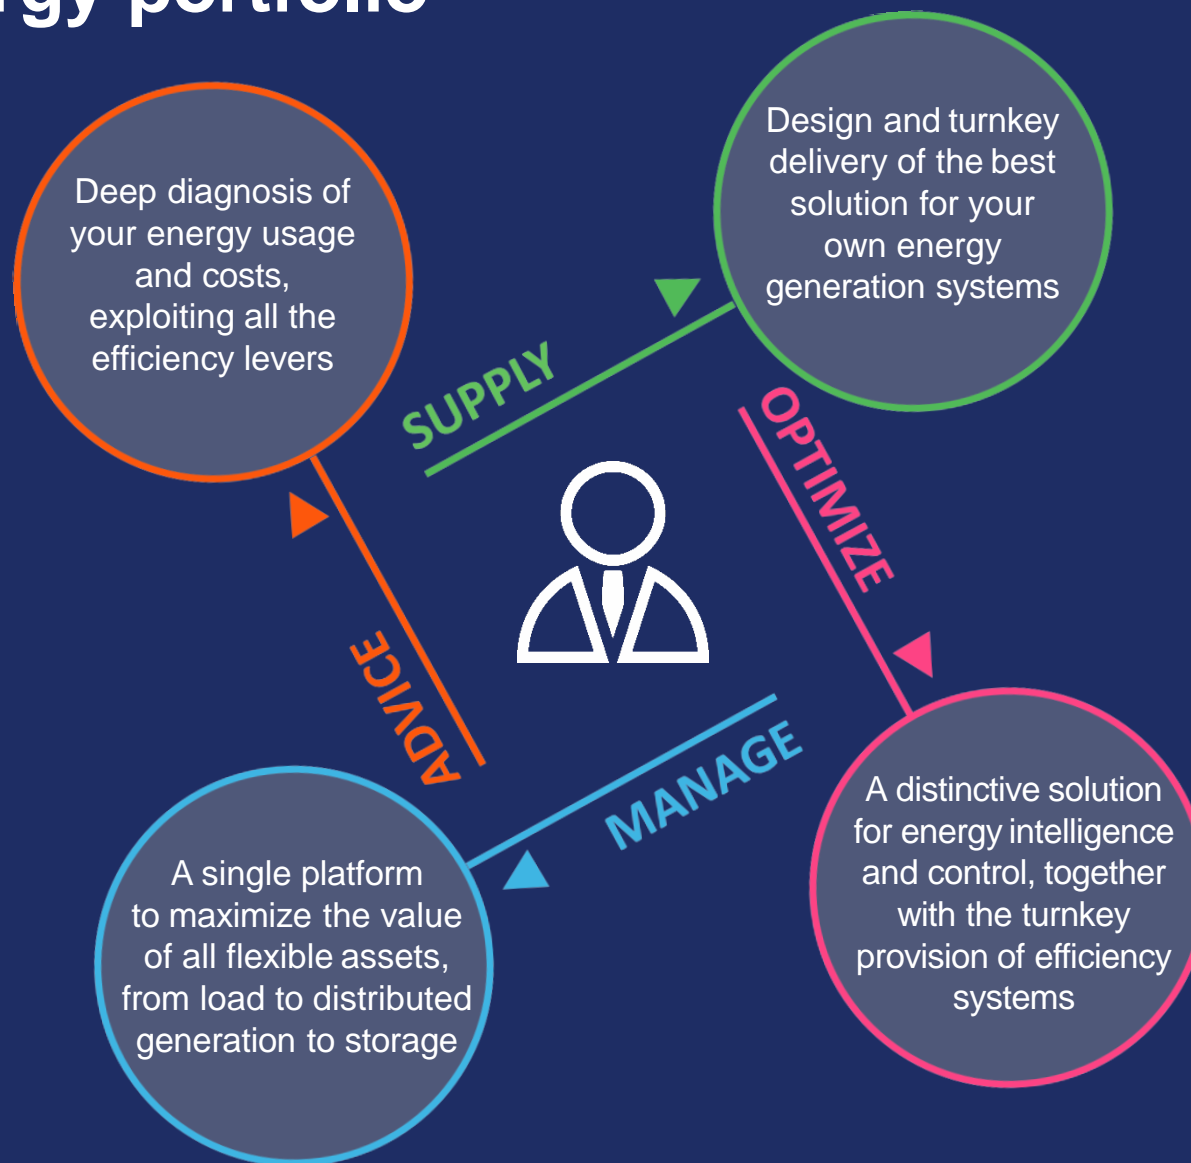 portfolio
Deep diagnosis of
your energy usage
and costs,
exploiting all the
efficiency levers
Design and turnkey
delivery of the best
solution for your
own energy
generation systems
SUPPLY
OPTIMIZE
ADVICE
MANAGE
A single platform
to maximize the value
of all flexible assets,
from load to distributed
generation to storage
A distinctive solution
for energy intelligence
and control, together
with the turnkey
provision of efficiency
systems